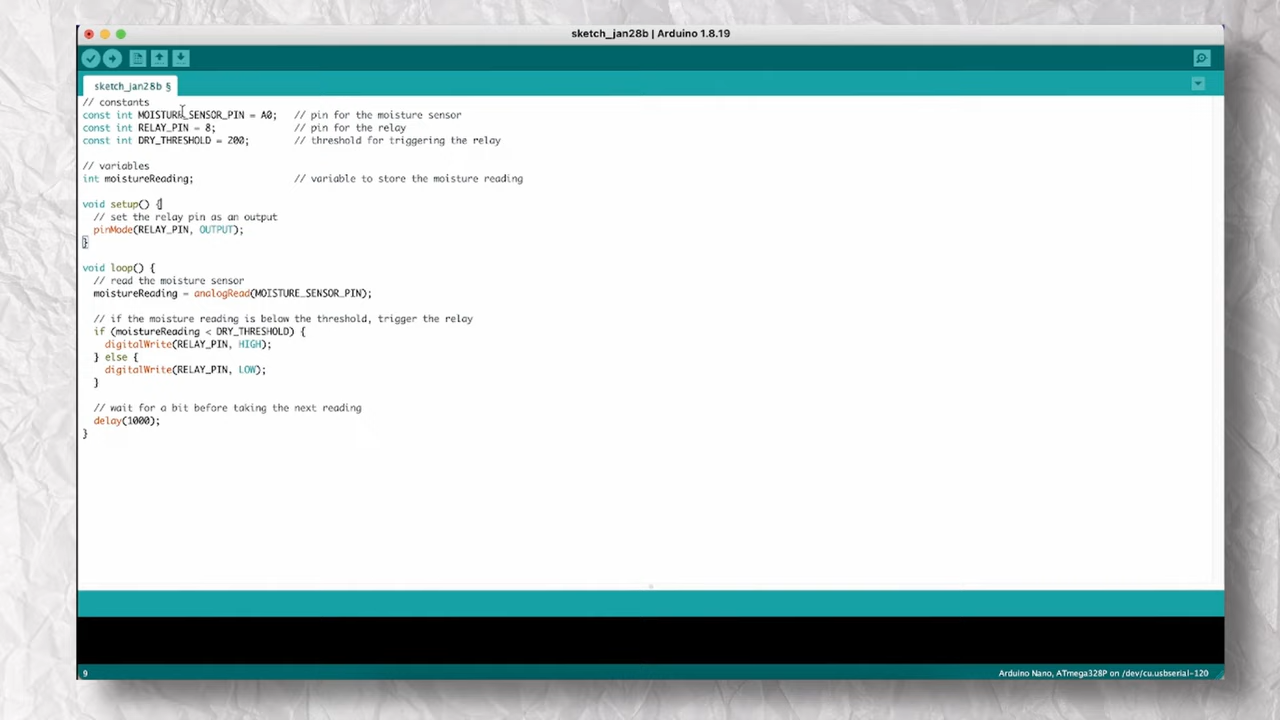 sketch_jan28b | Arduino 1.8.19
sketch_jan28b §
// constants
const int MOISTURE_SENSOR_PIN = A0;   // pin for the moisture sensor
const int RELAY_PIN = 8;              // pin for the relay
const int DRY_THRESHOLD = 200;        // threshold for triggering the relay
// variables
int moistureReading;                  // variable to store the moisture reading
void setup() {
  // set the relay pin as an output
  pinMode(RELAY_PIN, OUTPUT);
}
void loop() {
  // read the moisture sensor
  moistureReading = analogRead(MOISTURE_SENSOR_PIN);
  // if the moisture reading is below the threshold, trigger the relay
  if (moistureReading < DRY_THRESHOLD) {
    digitalWrite(RELAY_PIN, HIGH);
  } else {
    digitalWrite(RELAY_PIN, LOW);
  }
  // wait for a bit before taking the next reading
  delay(1000);
}
9 Arduino Nano, ATmega328P on /dev/cu.usbserial-120